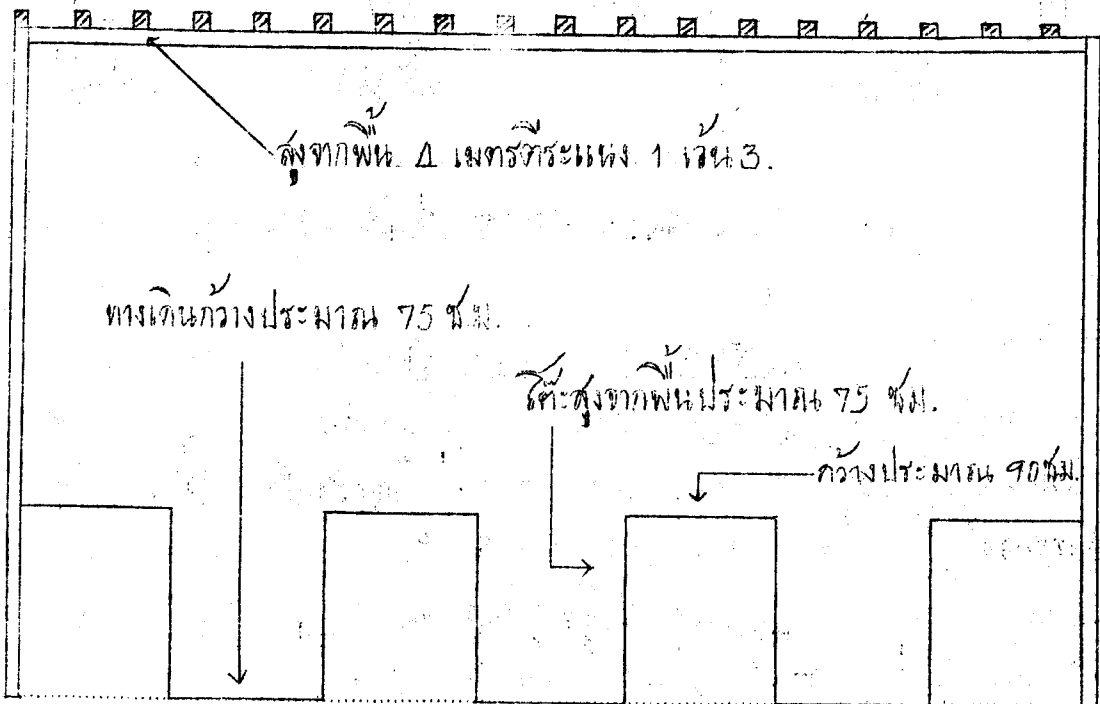 สูงจากพื้น 4 เมตรตีระแนง 1 เว้น 3.
ทางเดินกว้างประมาณ 75 ซ.ม.
โต๊ะสูงจากพื้นประมาณ 75 ซม.
กว้างประมาณ 90 ซม.